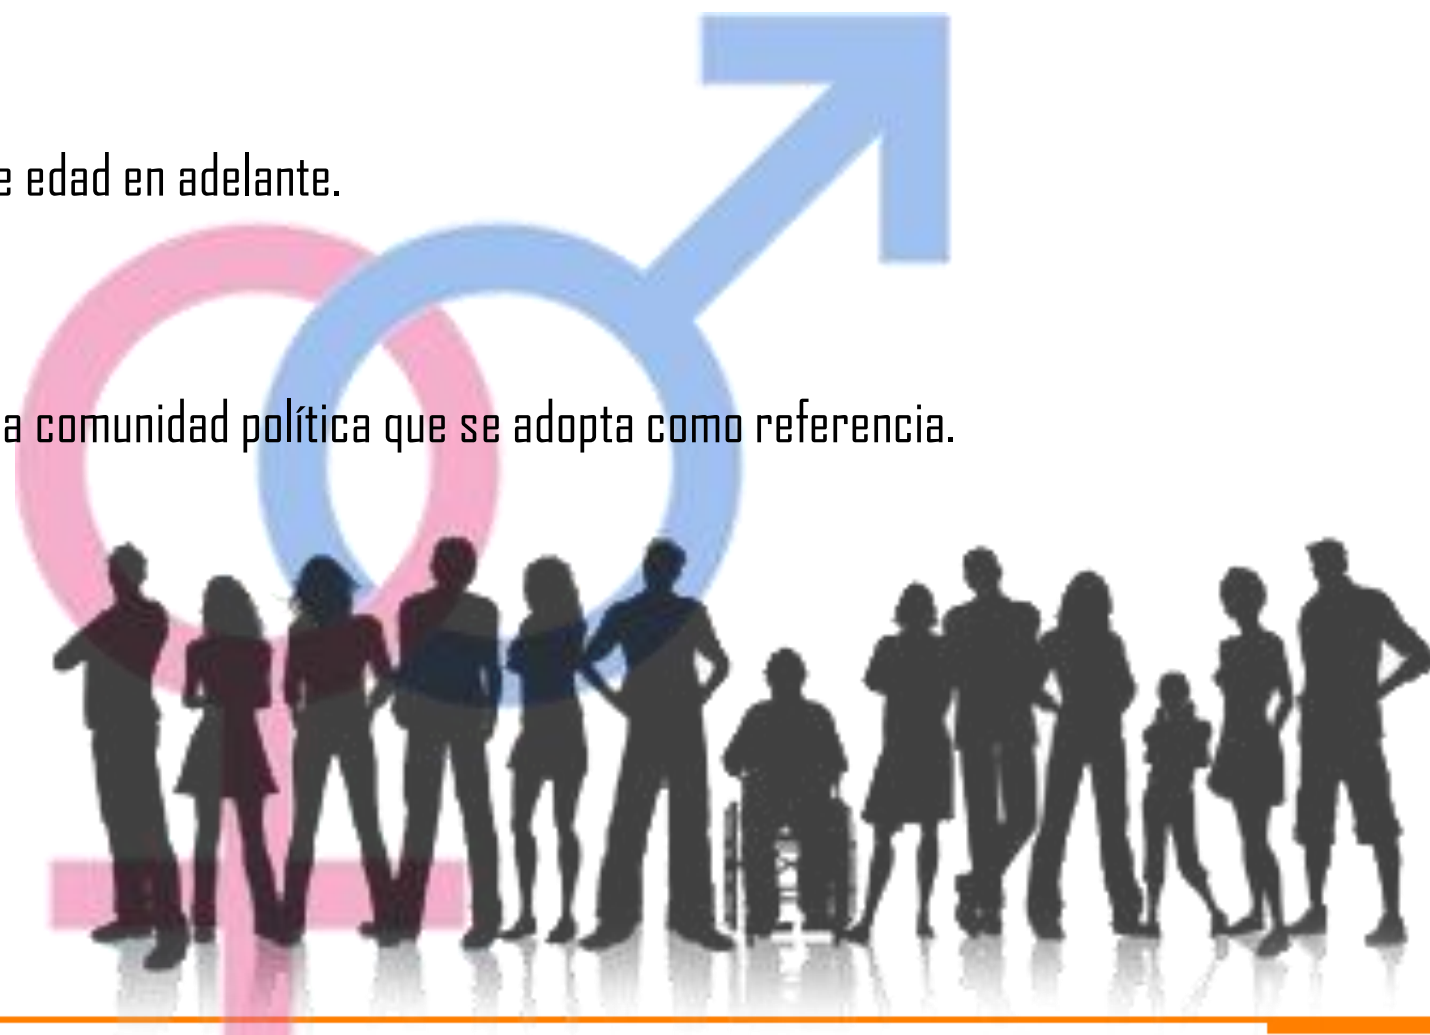 e edad en adelante.
a comunidad política que se adopta como referencia.